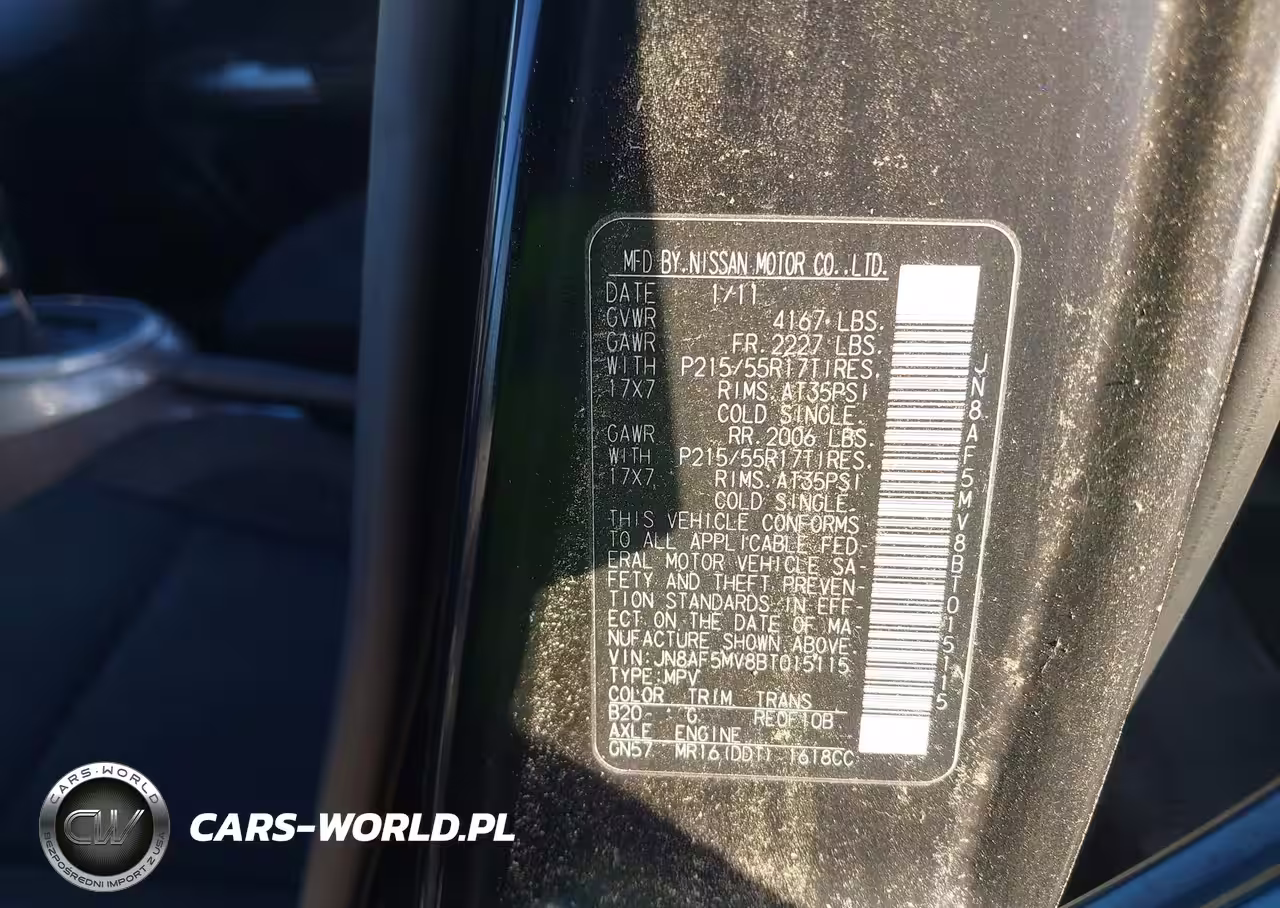 MFD BY.NISSAN MOTOR CO.,LTD.
DATE 1/11
GVWR 4167 LBS.
GAWR FR.2227 LBS.
WITH P215/55R17TIRES.
17X7 RIMS.AT35PSI
COLD SINGLE.
GAWR RR.2006 LBS.
WITH P215/55R17TIRES.
17X7 RIMS.AT35PSI
COLD SINGLE.
THIS VEHICLE CONFORMS
TO ALL APPLICABLE FED-
ERAL MOTOR VEHICLE SA-
FETY AND THEFT PREVEN-
TION STANDARDS IN EFF-
ECT ON THE DATE OF MA-
NUFACTURE SHOWN ABOVE.
VIN:JN8AF5MV8BT015115
TYPE:MPV
COLOR TRIM TRANS
B20 G RE0F10B
AXLE ENGINE
GN57 MR16(DDT) 1618CC
JN8AF5MV8BT015115
A
CARS-WORLD
CW
BEZPOŚREDNI IMPORT Z USA
CARS-WORLD.PL